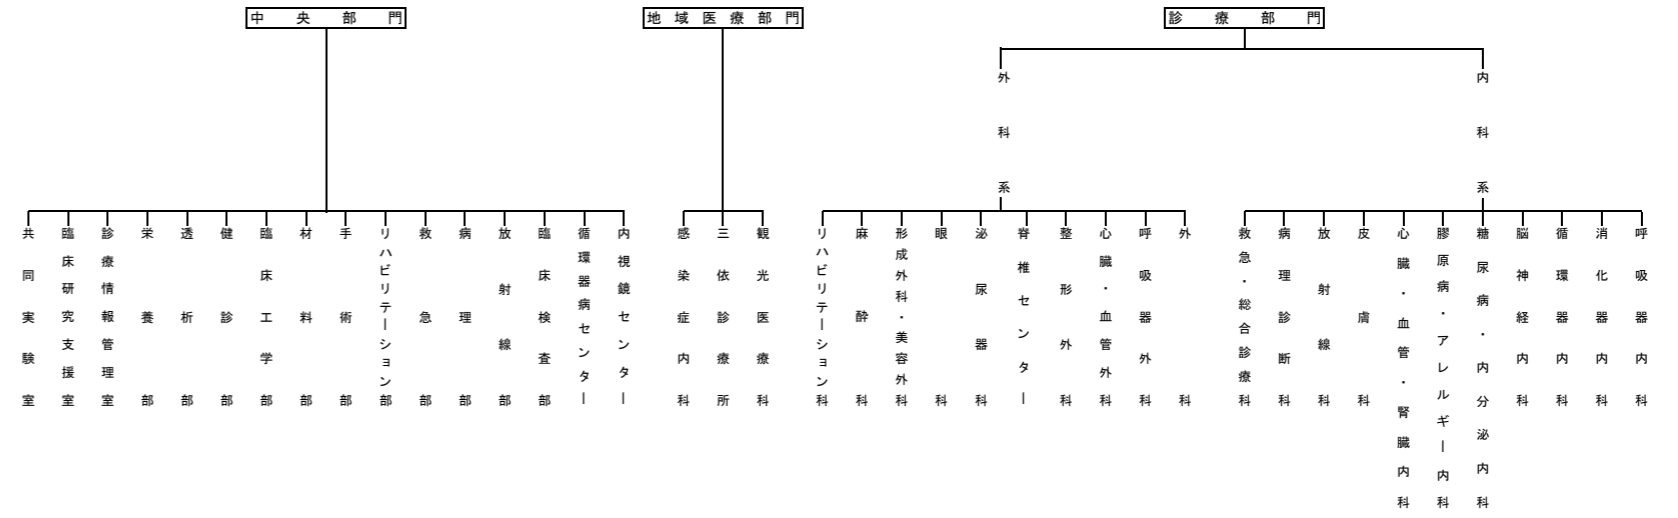 中央部門
地域医療部門
診療部門
外科系
内科系
共同実験室
臨床研究支援室
診療情報管理室
栄養部
透析部
健診部
臨床工学部
材料部
手術部
リハビリテーション部
救急部
病理部
放射線部
臨床検査部
循環器病センター
内視鏡センター
感染症内科
三依診療所
観光医療科
リハビリテーション科
麻酔科
形成外科・美容外科
眼科
泌尿器科
脊椎センター
整形外科
心臓・血管外科
呼吸器外科
外科
救急・総合診療科
病理診断科
放射線科
皮膚科
心臓・血管・腎臓内科
膠原病・アレルギー内科
糖尿病・内分泌内科
脳神経内科
循環器内科
消化器内科
呼吸器内科